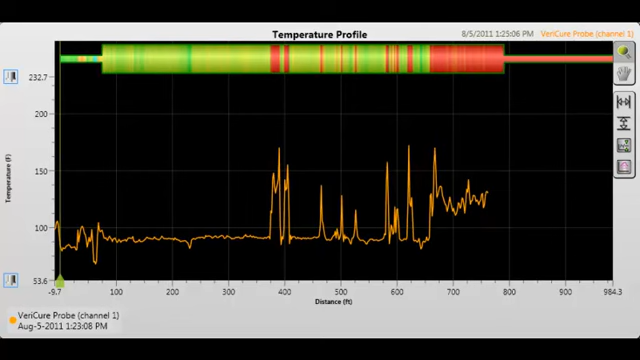 Temperature Profile
8/5/2011 1:25:06 PM
VeriCure Probe (channel 1)
232.7
200
150
100
53.6
Temperature (F)
-9.7 100 200 300 400 500 600 700 800 900 984.3
Distance (ft)
VeriCure Probe (channel 1)
Aug-5-2011 1:23:08 PM